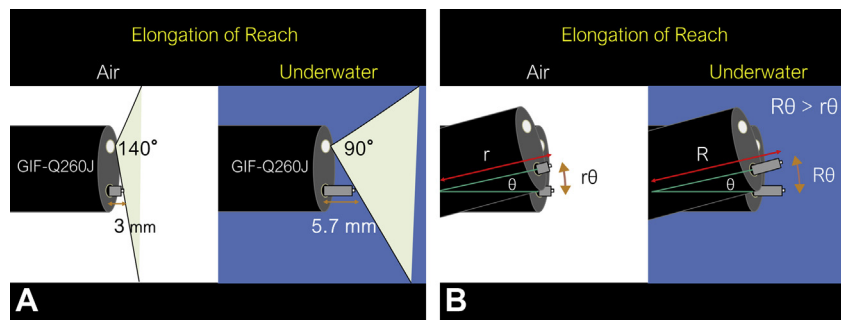 Elongation of Reach
Air
Underwater
GIF-Q260J
140°
3 mm
GIF-Q260J
90°
5.7 mm
A
Elongation of Reach
Air
Underwater
Rθ > rθ
r
θ
rθ
R
θ
Rθ
B